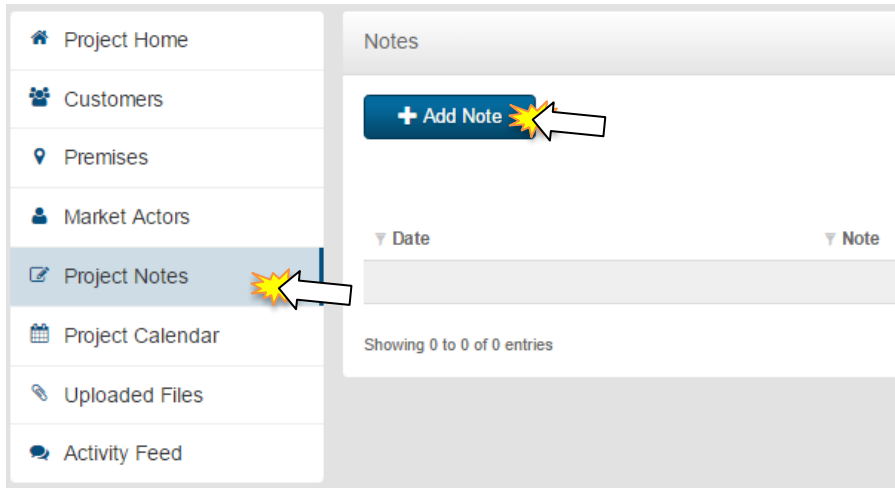 Project Home
Customers
Premises
Market Actors
Project Notes
Project Calendar
Uploaded Files
Activity Feed
Notes
Add Note
Date Note
Showing 0 to 0 of 0 entries